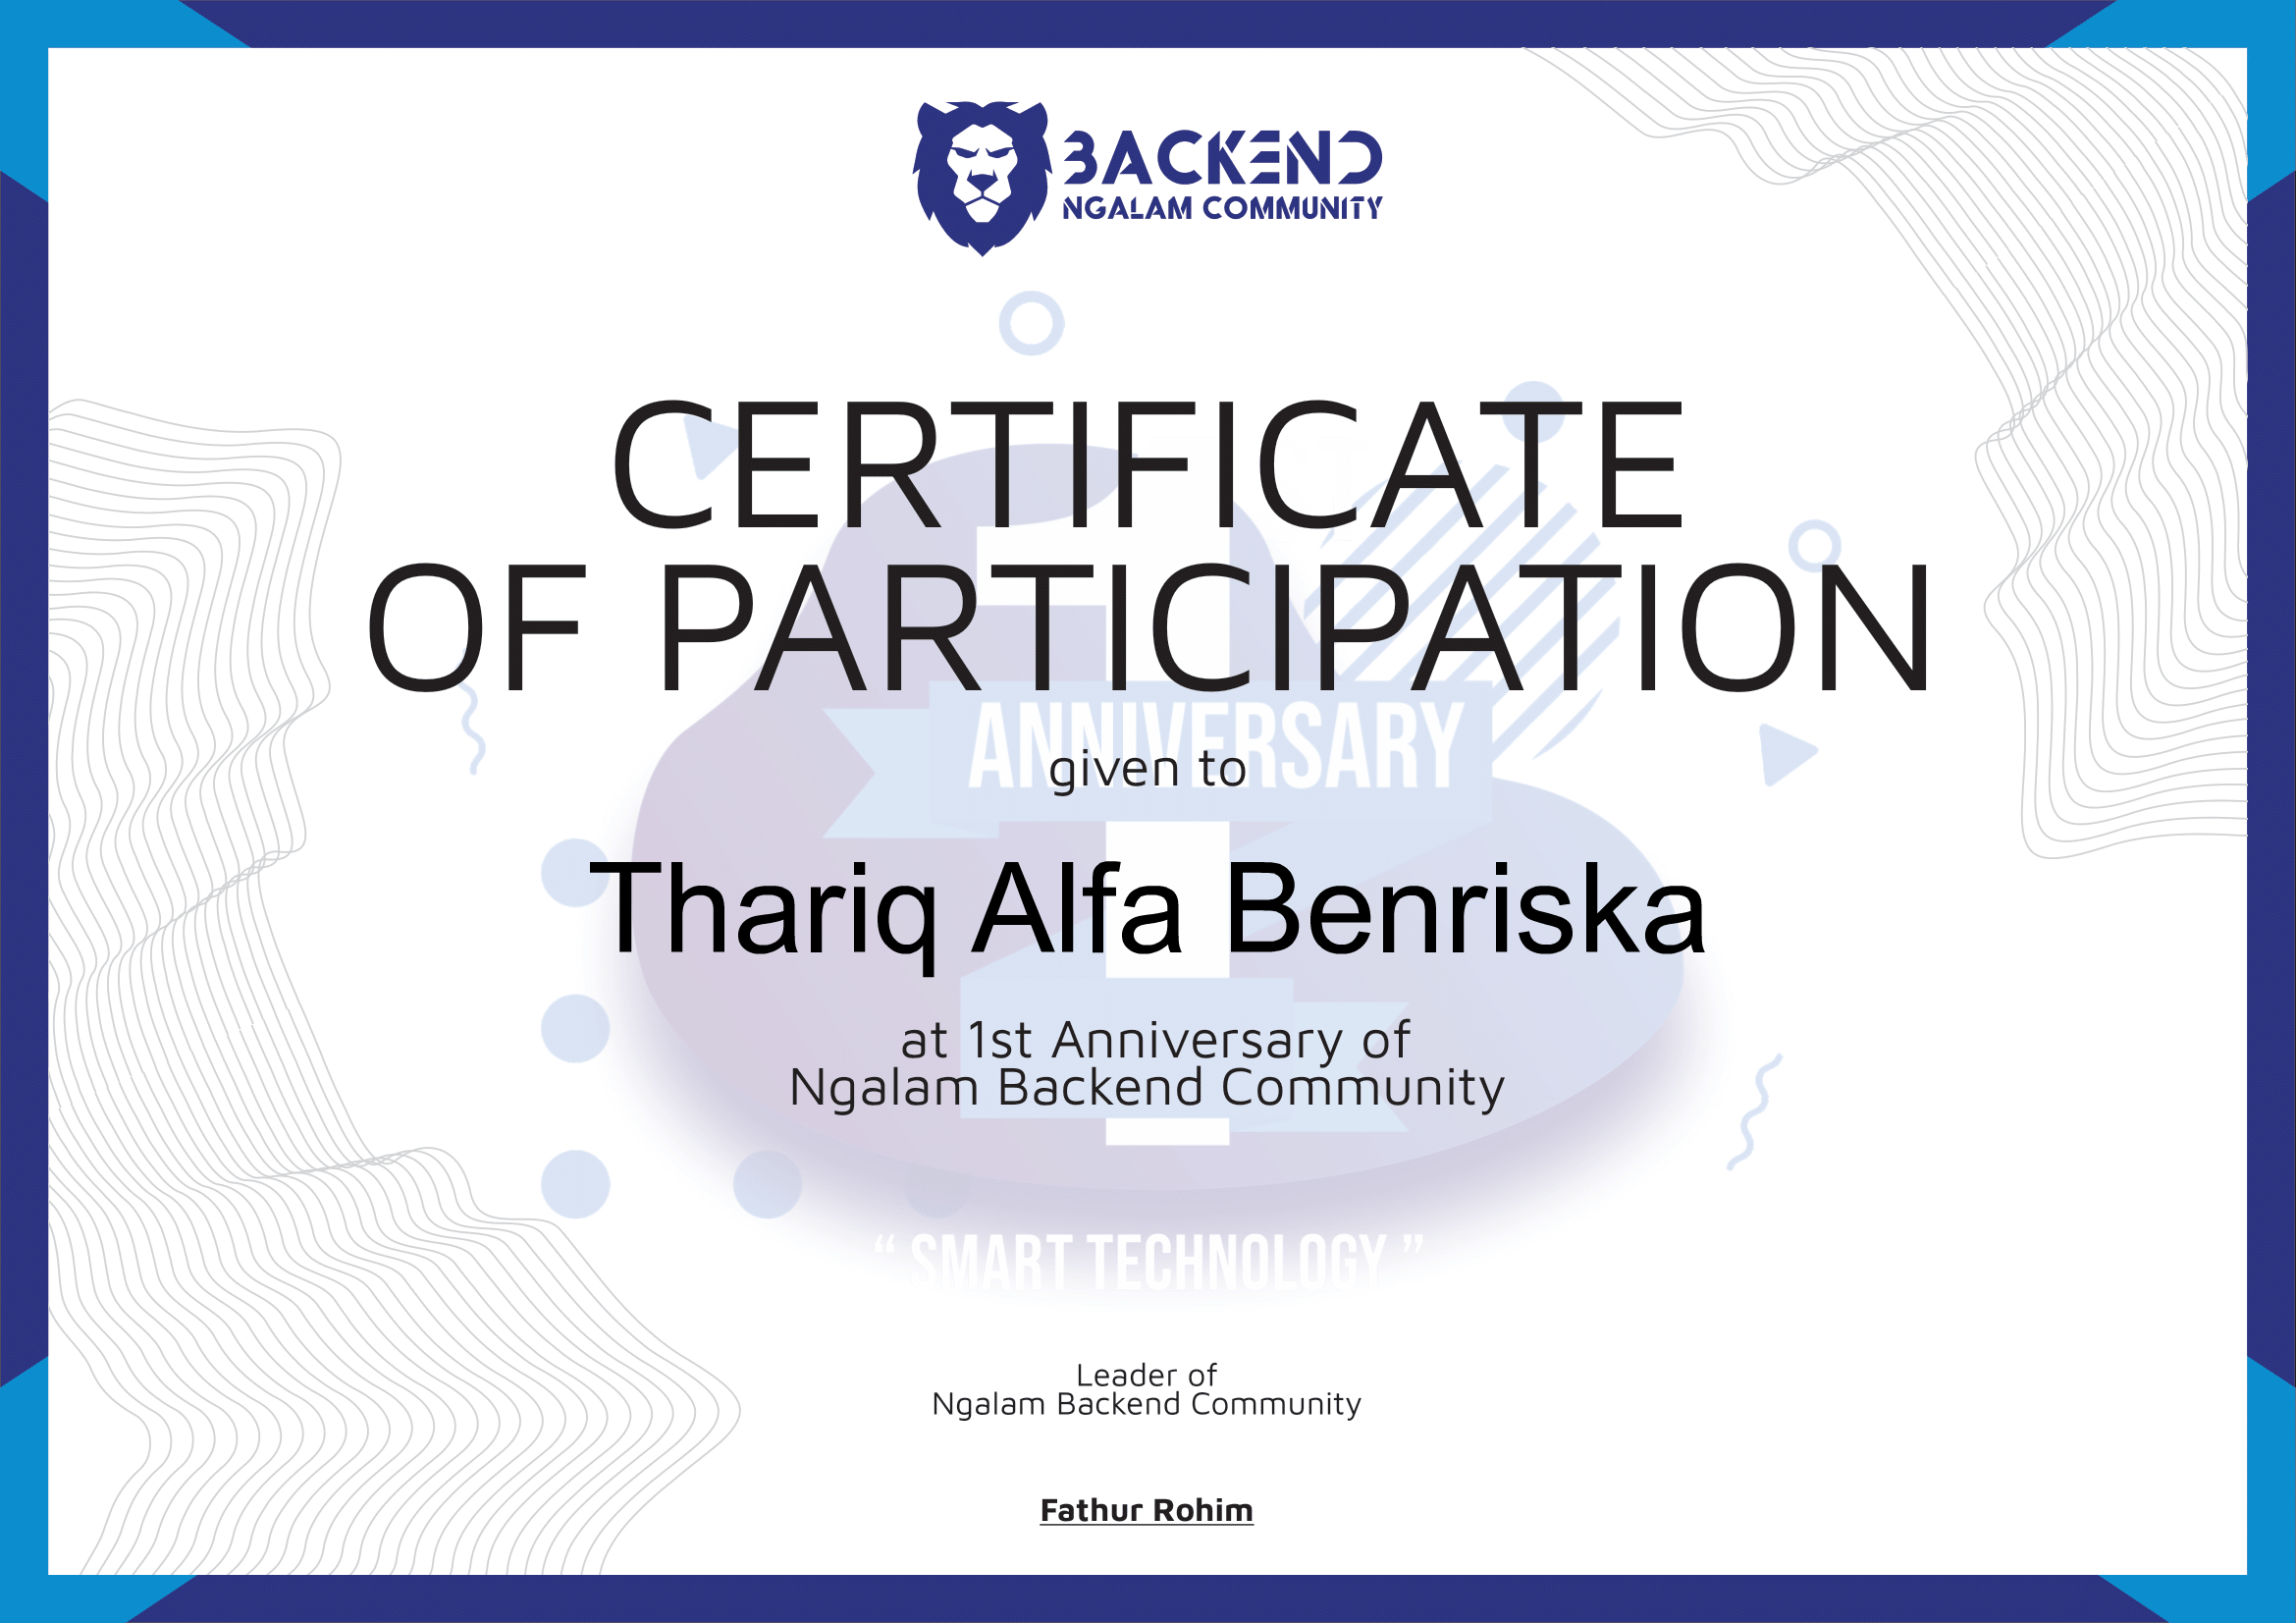 BACKEND
NGALAM COMMUNITY
CERTIFICATE
OF PARTICIPATION
ANNIVERSARY
given to
Thariq Alfa Benriska
at 1st Anniversary of
Ngalam Backend Community
“ SMART TECHNOLOGY ”
Leader of
Ngalam Backend Community
Fathur Rohim